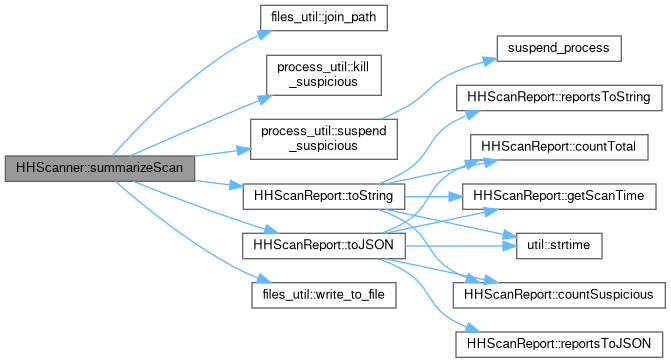 HHScanner::summarizeScan
files_util::join_path
process_util::kill
_suspicious
process_util::suspend
_suspicious
HHScanReport::toString
HHScanReport::toJSON
files_util::write_to_file
suspend_process
HHScanReport::reportsToString
HHScanReport::countTotal
HHScanReport::getScanTime
util::strtime
HHScanReport::countSuspicious
HHScanReport::reportsToJSON